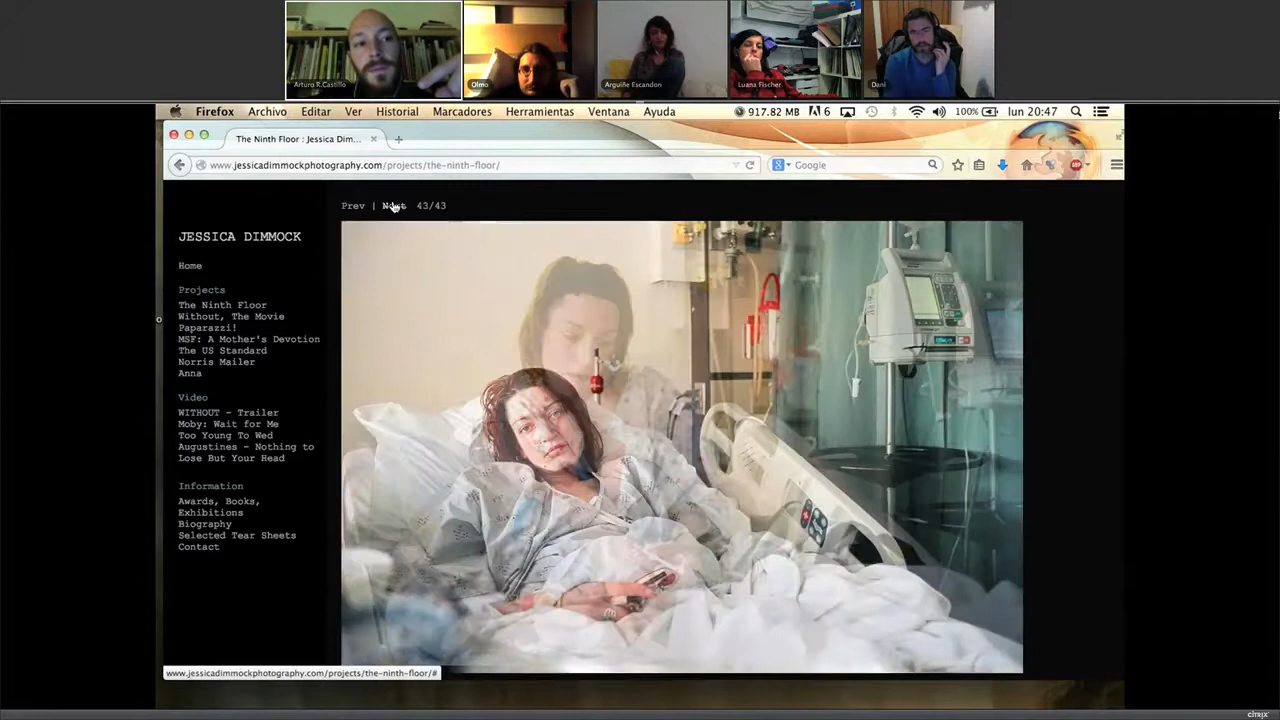 Arturo R.Castillo
Olmo
Arguiñe Escandon
Luana Fischer
Dani
Firefox Archivo Editar Ver Historial Marcadores Herramientas Ventana Ayuda 917.82 MB 6 100% lun 20:47
The Ninth Floor : Jessica Dim...
www.jessicadimmockphotography.com/projects/the-ninth-floor/
Google
Prev | Next 43/43
JESSICA DIMMOCK
Home
Projects
The Ninth Floor
Without, The Movie
Paparazzi!
MSF: A Mother's Devotion
The US Standard
Norris Mailer
Anna
Video
WITHOUT - Trailer
Moby: Wait for Me
Too Young To Wed
Augustines - Nothing to
Lose But Your Head
Information
Awards, Books,
Exhibitions
Biography
Selected Tear Sheets
Contact
www.jessicadimmockphotography.com/projects/the-ninth-floor/#
CITRIX